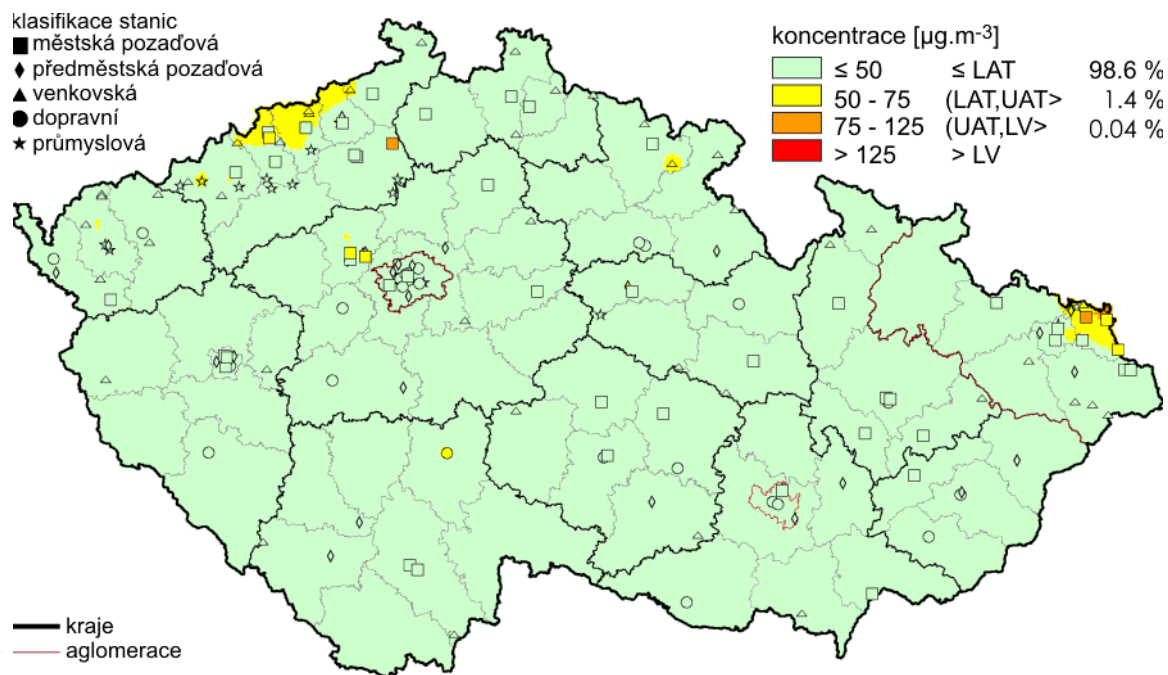 klasifikace stanic
městská pozaďová
předměstská pozaďová
venkovská
dopravní
průmyslová
koncentrace [µg.m-³]
≤ 50 ≤ LAT 98.6 %
50 - 75 (LAT,UAT> 1.4 %
75 - 125 (UAT,LV> 0.04 %
> 125 > LV
kraje
aglomerace